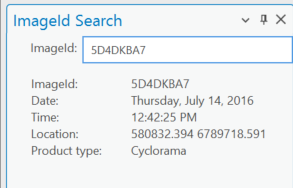 ImageId Search
ImageId: 5D4DKBA7
ImageId: 5D4DKBA7
Date: Thursday, July 14, 2016
Time: 12:42:25 PM
Location: 580832.394 6789718.591
Product type: Cyclorama